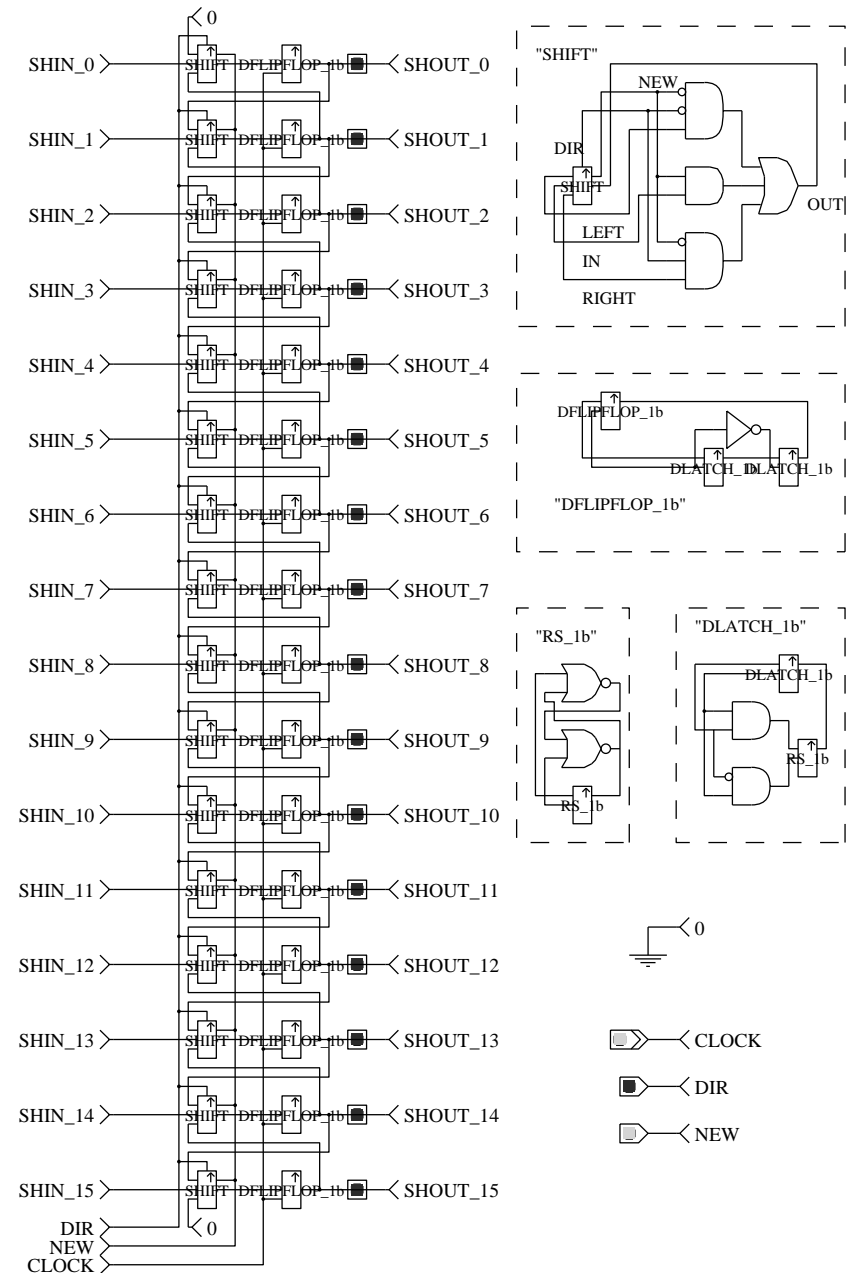 0
SHIN_0 SHIFT DFLIPFLOP_1b SHOUT_0
SHIN_1 SHIFT DFLIPFLOP_1b SHOUT_1
SHIN_2 SHIFT DFLIPFLOP_1b SHOUT_2
SHIN_3 SHIFT DFLIPFLOP_1b SHOUT_3
SHIN_4 SHIFT DFLIPFLOP_1b SHOUT_4
SHIN_5 SHIFT DFLIPFLOP_1b SHOUT_5
SHIN_6 SHIFT DFLIPFLOP_1b SHOUT_6
SHIN_7 SHIFT DFLIPFLOP_1b SHOUT_7
SHIN_8 SHIFT DFLIPFLOP_1b SHOUT_8
SHIN_9 SHIFT DFLIPFLOP_1b SHOUT_9
SHIN_10 SHIFT DFLIPFLOP_1b SHOUT_10
SHIN_11 SHIFT DFLIPFLOP_1b SHOUT_11
SHIN_12 SHIFT DFLIPFLOP_1b SHOUT_12
SHIN_13 SHIFT DFLIPFLOP_1b SHOUT_13
SHIN_14 SHIFT DFLIPFLOP_1b SHOUT_14
SHIN_15 SHIFT DFLIPFLOP_1b SHOUT_15
DIR 0
NEW
CLOCK
"SHIFT"
NEW
DIR
SHIFT
OUT
LEFT
IN
RIGHT
DFLIPFLOP_1b
DLATCH_1b DLATCH_1b
"DFLIPFLOP_1b"
"RS_1b"
RS_1b
"DLATCH_1b"
DLATCH_1b
RS_1b
0
CLOCK
DIR
NEW